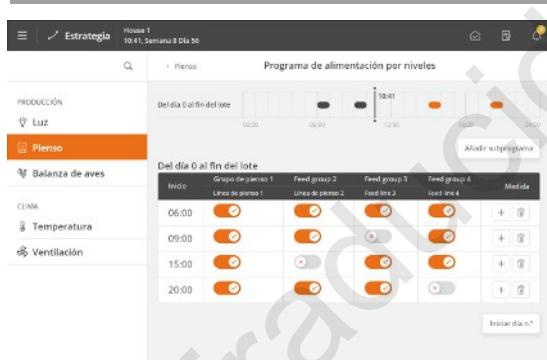 Estrategia
House 1
10:41, Semana 8 Día 56
Pienso
Programa de alimentación por niveles
PRODUCCIÓN
Luz
Pienso
Balanza de aves
CLIMA
Temperatura
Ventilación
Del día 0 al fin del lote
10:41
02:00
06:00
12:30
24:00
Añadir subprograma
Del día 0 al fin del lote
Inicio
Grupo de pienso 1
Feed group 2
Feed group 3
Feed group 4
Medida
Línea de pienso 1
Línea de pienso 2
Feed line 3
Feed line 4
06:00
09:00
15:00
20:00
Iniciar día n.º